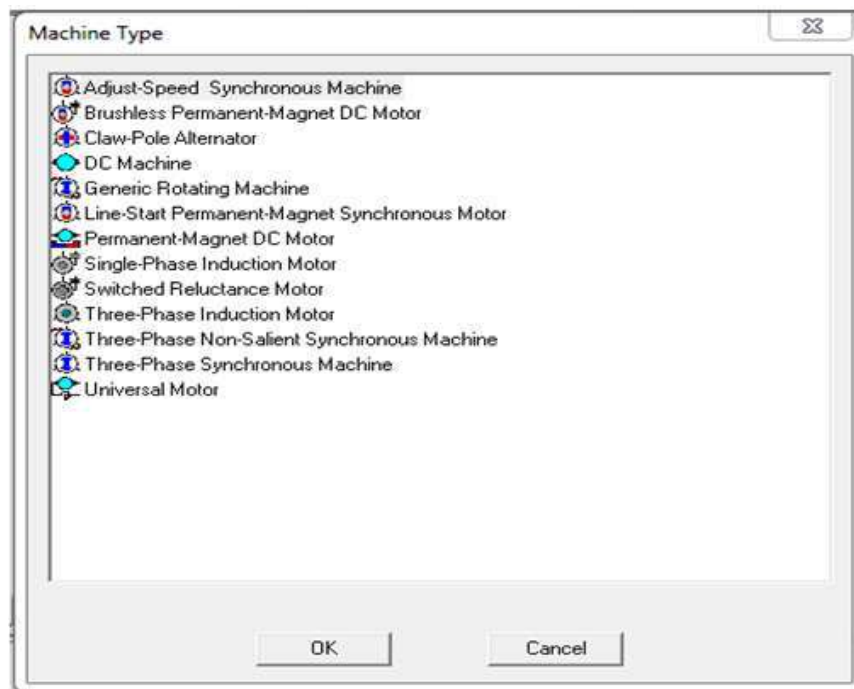 Machine Type
Adjust-Speed  Synchronous Machine
Brushless Permanent-Magnet DC Motor
Claw-Pole Alternator
DC Machine
Generic Rotating Machine
Line-Start Permanent-Magnet Synchronous Motor
Permanent-Magnet DC Motor
Single-Phase Induction Motor
Switched Reluctance Motor
Three-Phase Induction Motor
Three-Phase Non-Salient Synchronous Machine
Three-Phase Synchronous Machine
Universal Motor
OK Cancel